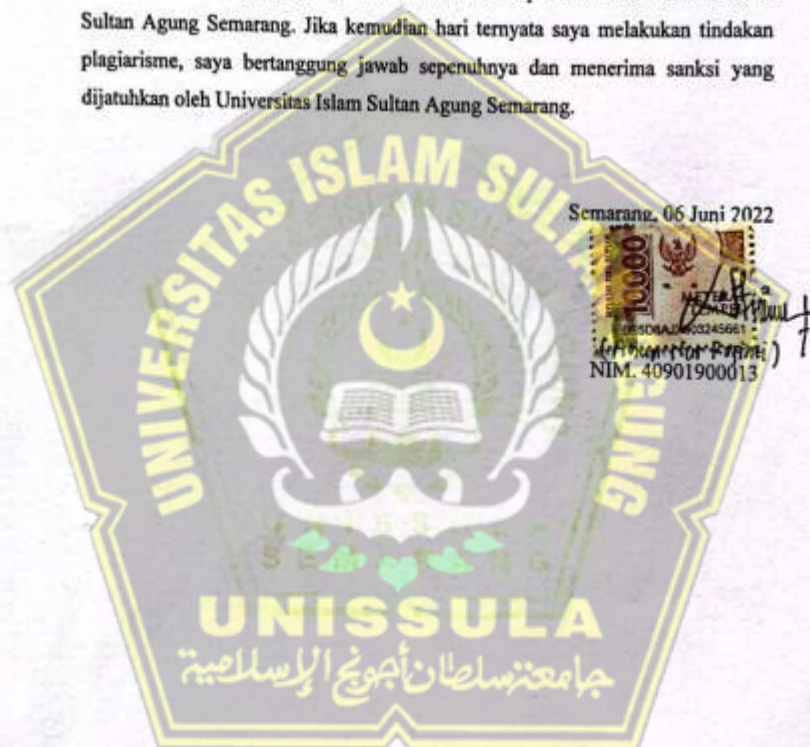 Sultan Agung Semarang. Jika kemudian hari ternyata saya melakukan tindakan
plagiarisme, saya bertanggung jawab sepenuhnya dan menerima sanksi yang
dijatuhkan oleh Universitas Islam Sultan Agung Semarang.
Semarang, 06 Juni 2022
10000
NIM. 40901900013
UNIVERSITAS ISLAM SULTAN AGUNG
UNISSULA
جامعة سلطان أجونج الإسلامية